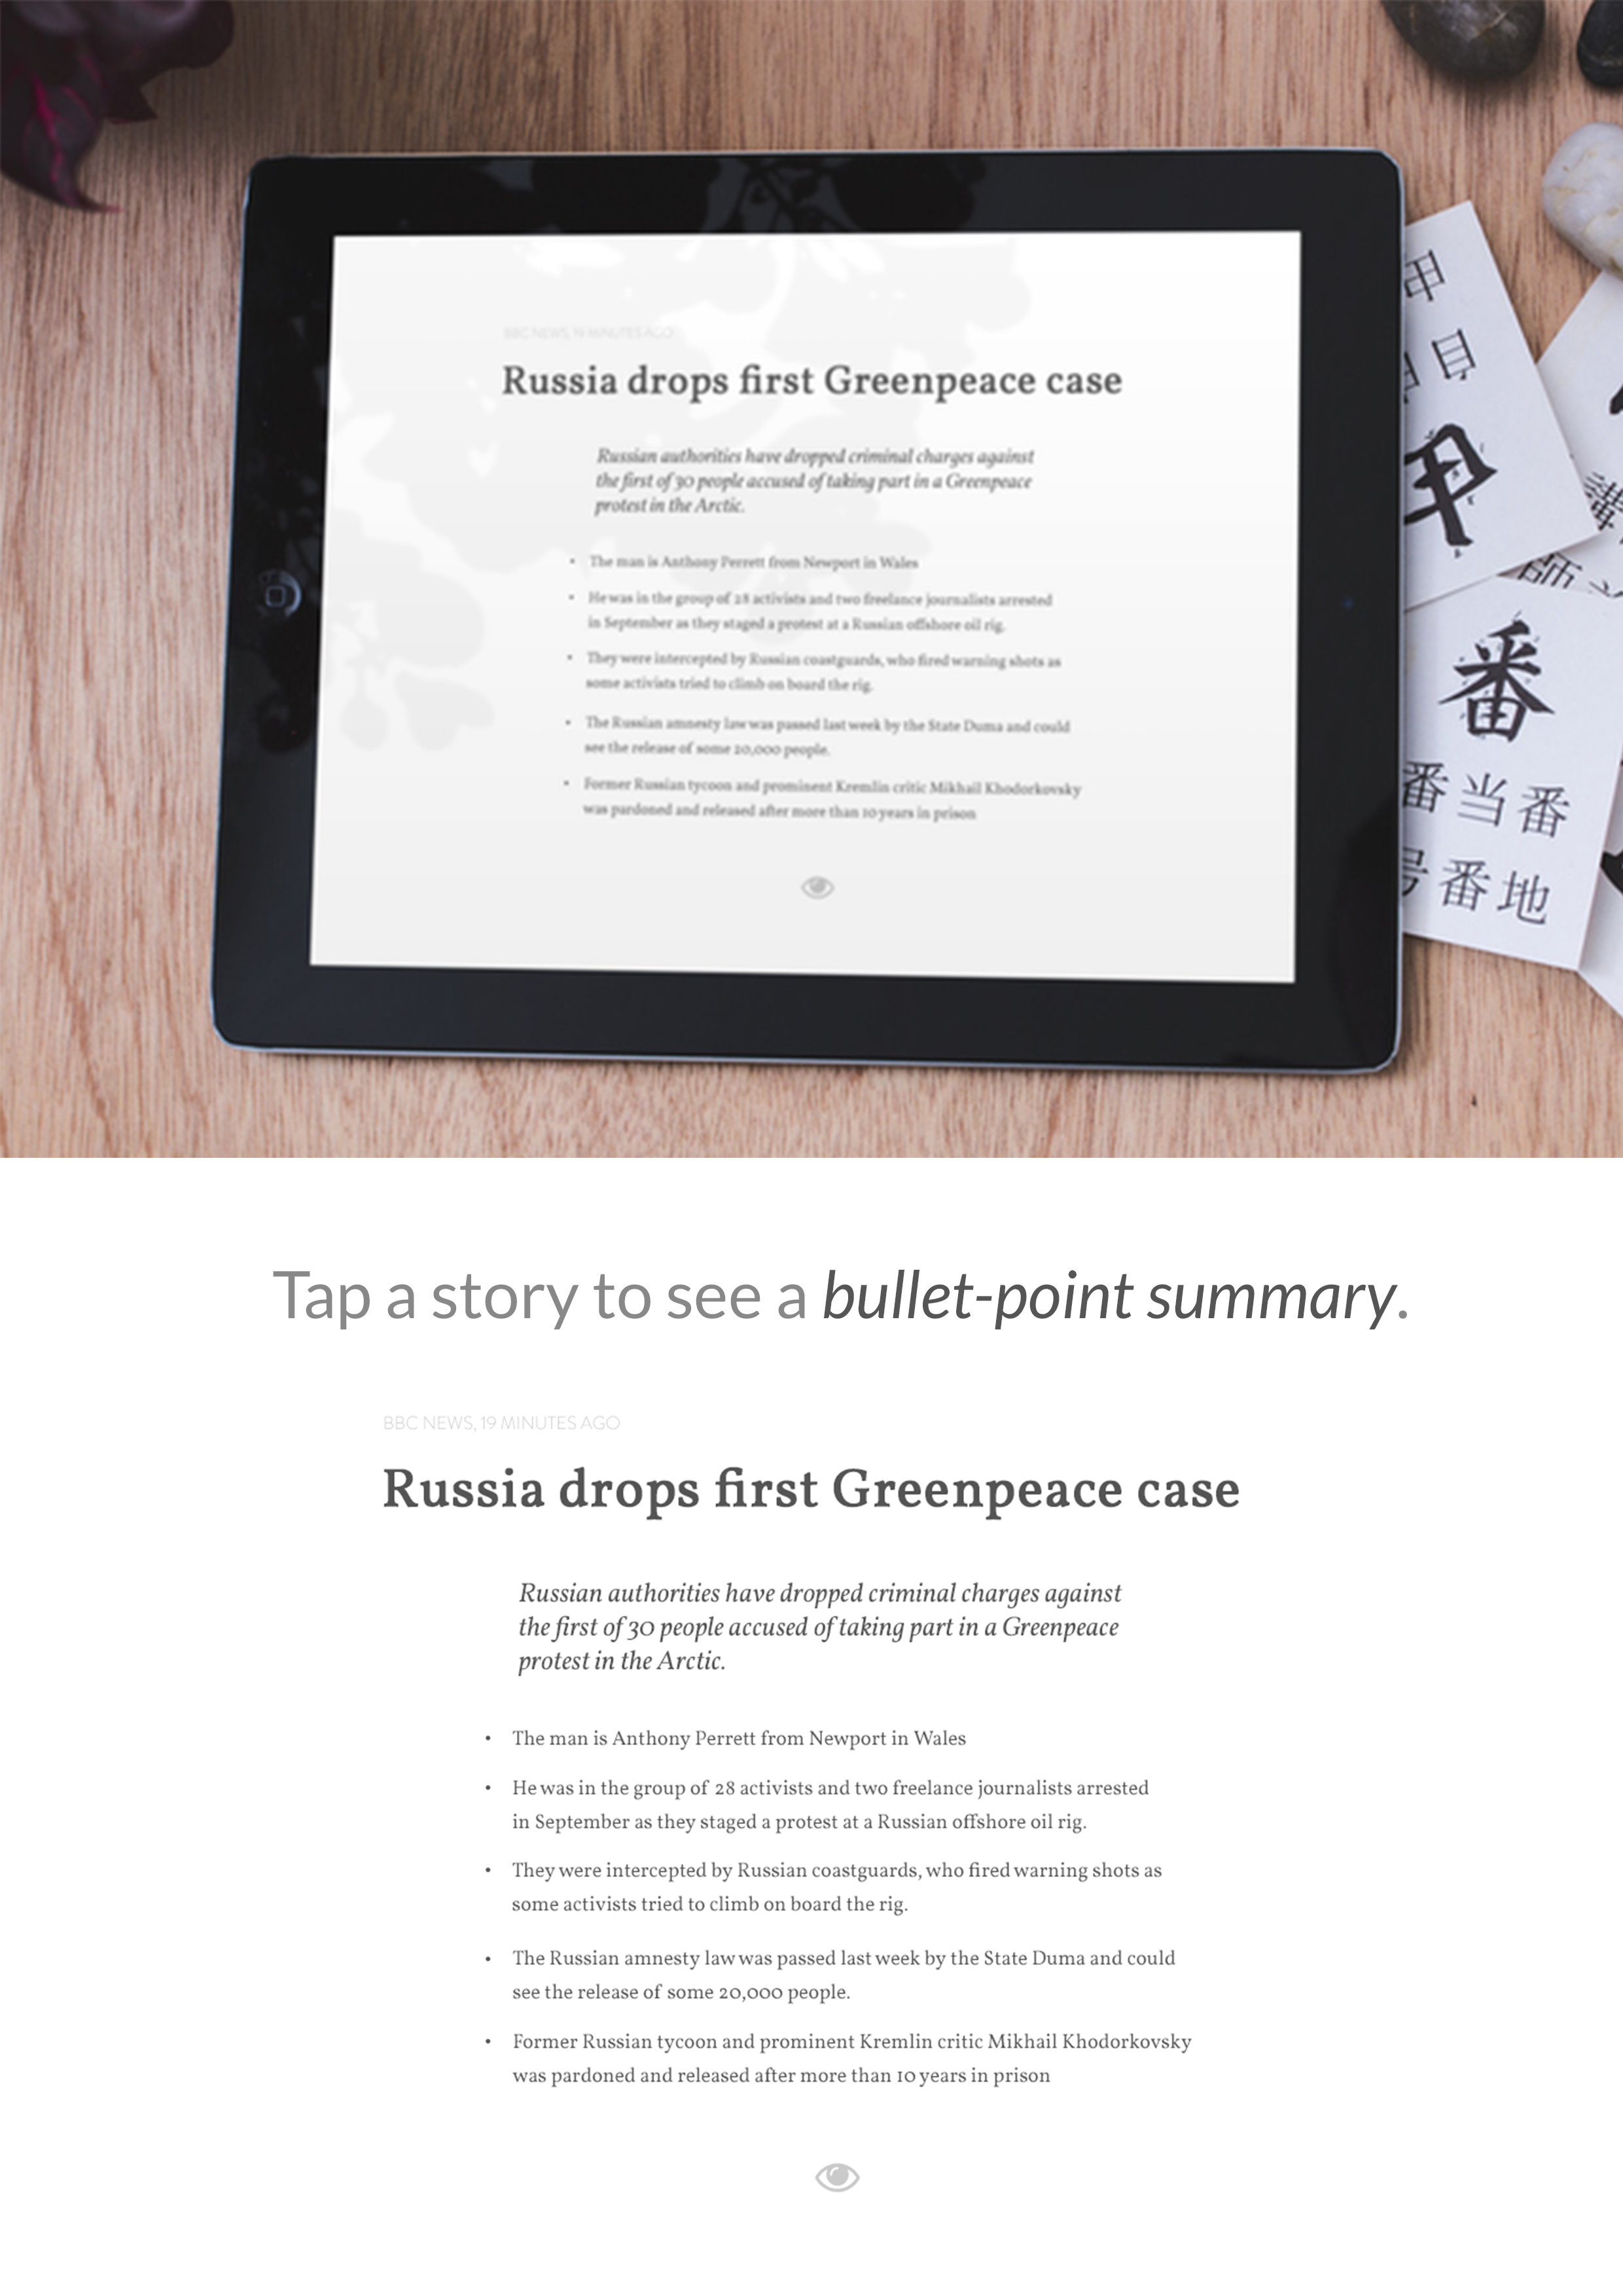 BBC NEWS, 19 MINUTES AGO
Russia drops first Greenpeace case
Russian authorities have dropped criminal charges against
the first of 30 people accused of taking part in a Greenpeace
protest in the Arctic.
• The man is Anthony Perrett from Newport in Wales
• He was in the group of 28 activists and two freelance journalists arrested
in September as they staged a protest at a Russian offshore oil rig.
• They were intercepted by Russian coastguards, who fired warning shots as
some activists tried to climb on board the rig.
• The Russian amnesty law was passed last week by the State Duma and could
see the release of some 20,000 people.
• Former Russian tycoon and prominent Kremlin critic Mikhail Khodorkovsky
was pardoned and released after more than 10 years in prison
甲
目
甲
講
師
番
番当番
号番地
Tap a story to see a bullet-point summary.
BBC NEWS, 19 MINUTES AGO
Russia drops first Greenpeace case
Russian authorities have dropped criminal charges against
the first of 30 people accused of taking part in a Greenpeace
protest in the Arctic.
• The man is Anthony Perrett from Newport in Wales
• He was in the group of 28 activists and two freelance journalists arrested
in September as they staged a protest at a Russian offshore oil rig.
• They were intercepted by Russian coastguards, who fired warning shots as
some activists tried to climb on board the rig.
• The Russian amnesty law was passed last week by the State Duma and could
see the release of some 20,000 people.
• Former Russian tycoon and prominent Kremlin critic Mikhail Khodorkovsky
was pardoned and released after more than 10 years in prison